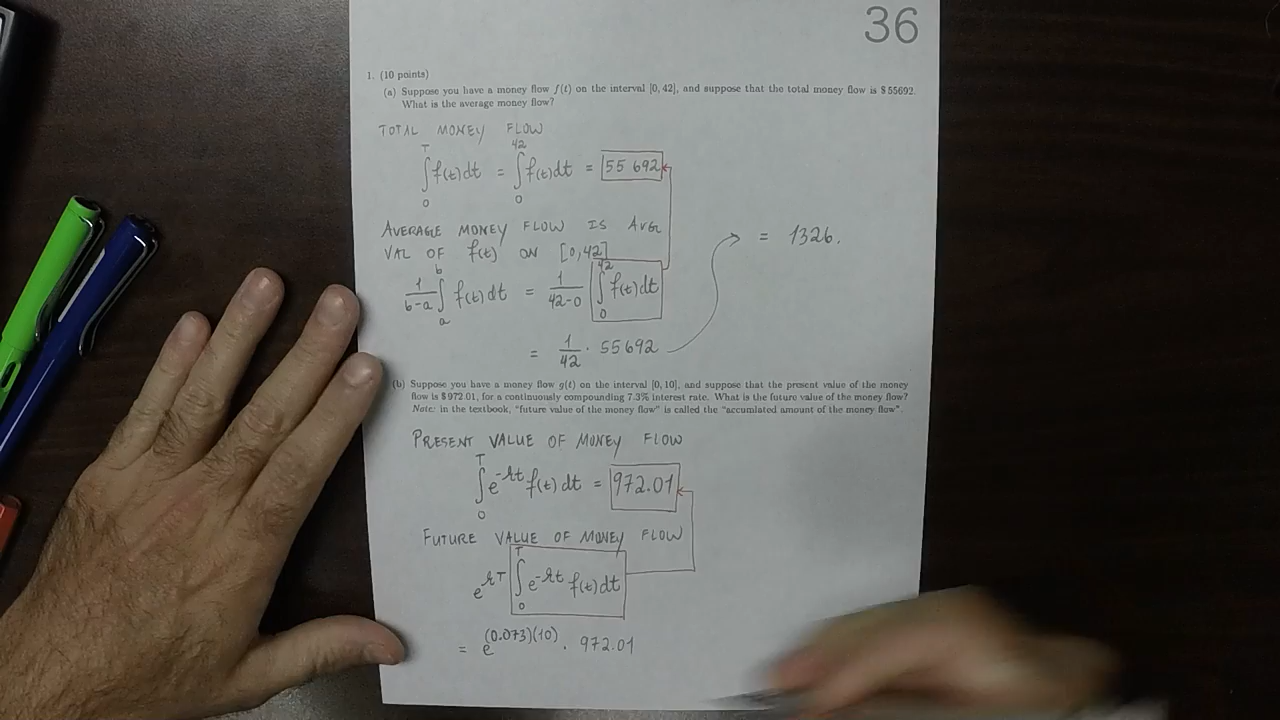 36
1. (10 points)
(a) Suppose you have a money flow f(t) on the interval [0, 42], and suppose that the total money flow is $55692.
What is the average money flow?
TOTAL MONEY FLOW
∫₀ᵀ f(t)dt = ∫₀⁴² f(t)dt = 55 692
AVERAGE MONEY FLOW IS AVG
VAL OF f(t) ON [0,42]
1/(b-a) ∫ₐᵇ f(t)dt = 1/(42-0) ∫₀⁴² f(t)dt
= 1/42 · 55692
= 1326.
(b) Suppose you have a money flow g(t) on the interval [0, 10], and suppose that the present value of the money
flow is $972.01, for a continuously compounding 7.3% interest rate. What is the future value of the money flow?
Note: in the textbook, "future value of the money flow" is called the "accumlated amount of the money flow".
PRESENT VALUE OF MONEY FLOW
∫₀ᵀ e^(-rt) f(t) dt = 972.01
FUTURE VALUE OF MONEY FLOW
e^(rT) ∫₀ᵀ e^(-rt) f(t)dt
= e^((0.073)(10)) · 972.01